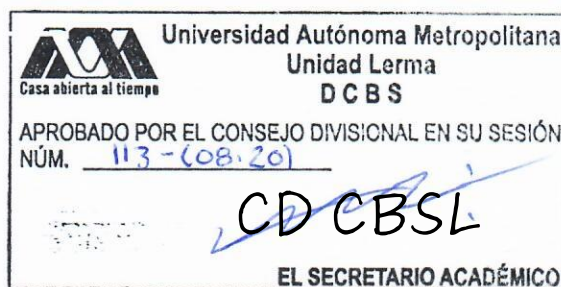 Universidad Autónoma Metropolitana
Unidad Lerma
Casa abierta al tiempo
DCBS
APROBADO POR EL CONSEJO DIVISIONAL EN SU SESIÓN
NÚM. 113-(08.20)
CD CBSL
EL SECRETARIO ACADÉMICO